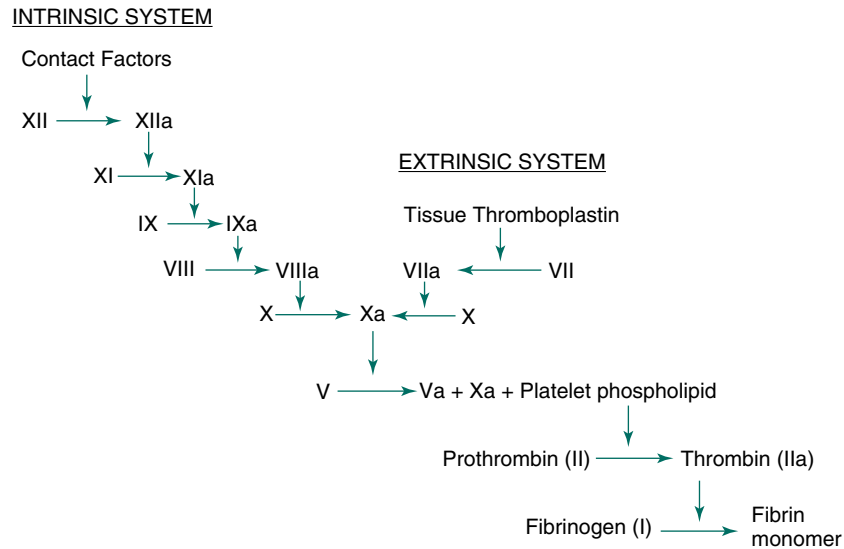 INTRINSIC SYSTEM
Contact Factors
XII XIIa
EXTRINSIC SYSTEM
XI XIa
Tissue Thromboplastin
IX IXa
VIII VIIIa VIIa VII
X Xa X
V Va + Xa + Platelet phospholipid
Prothrombin (II) Thrombin (IIa)
Fibrinogen (I) Fibrin
monomer